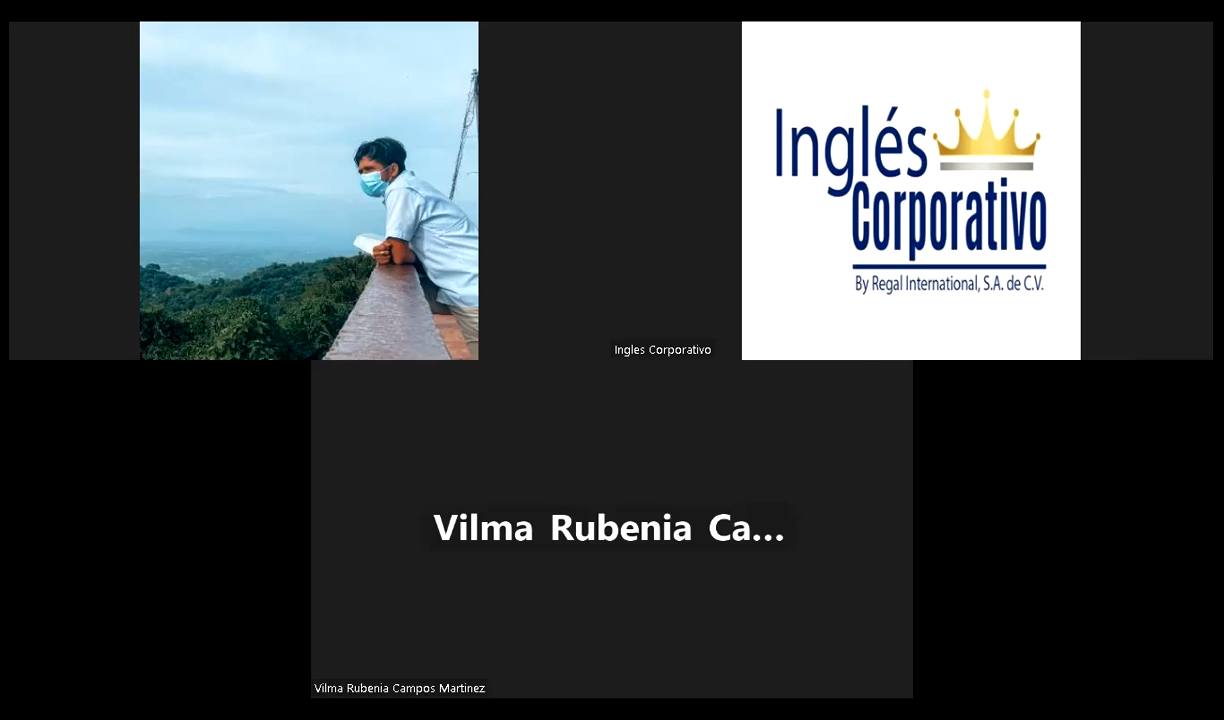 Inglés
Corporativo
By Regal International, S.A. de C.V.
Ingles Corporativo
Vilma Rubenia Ca...
Vilma Rubenia Campos Martinez